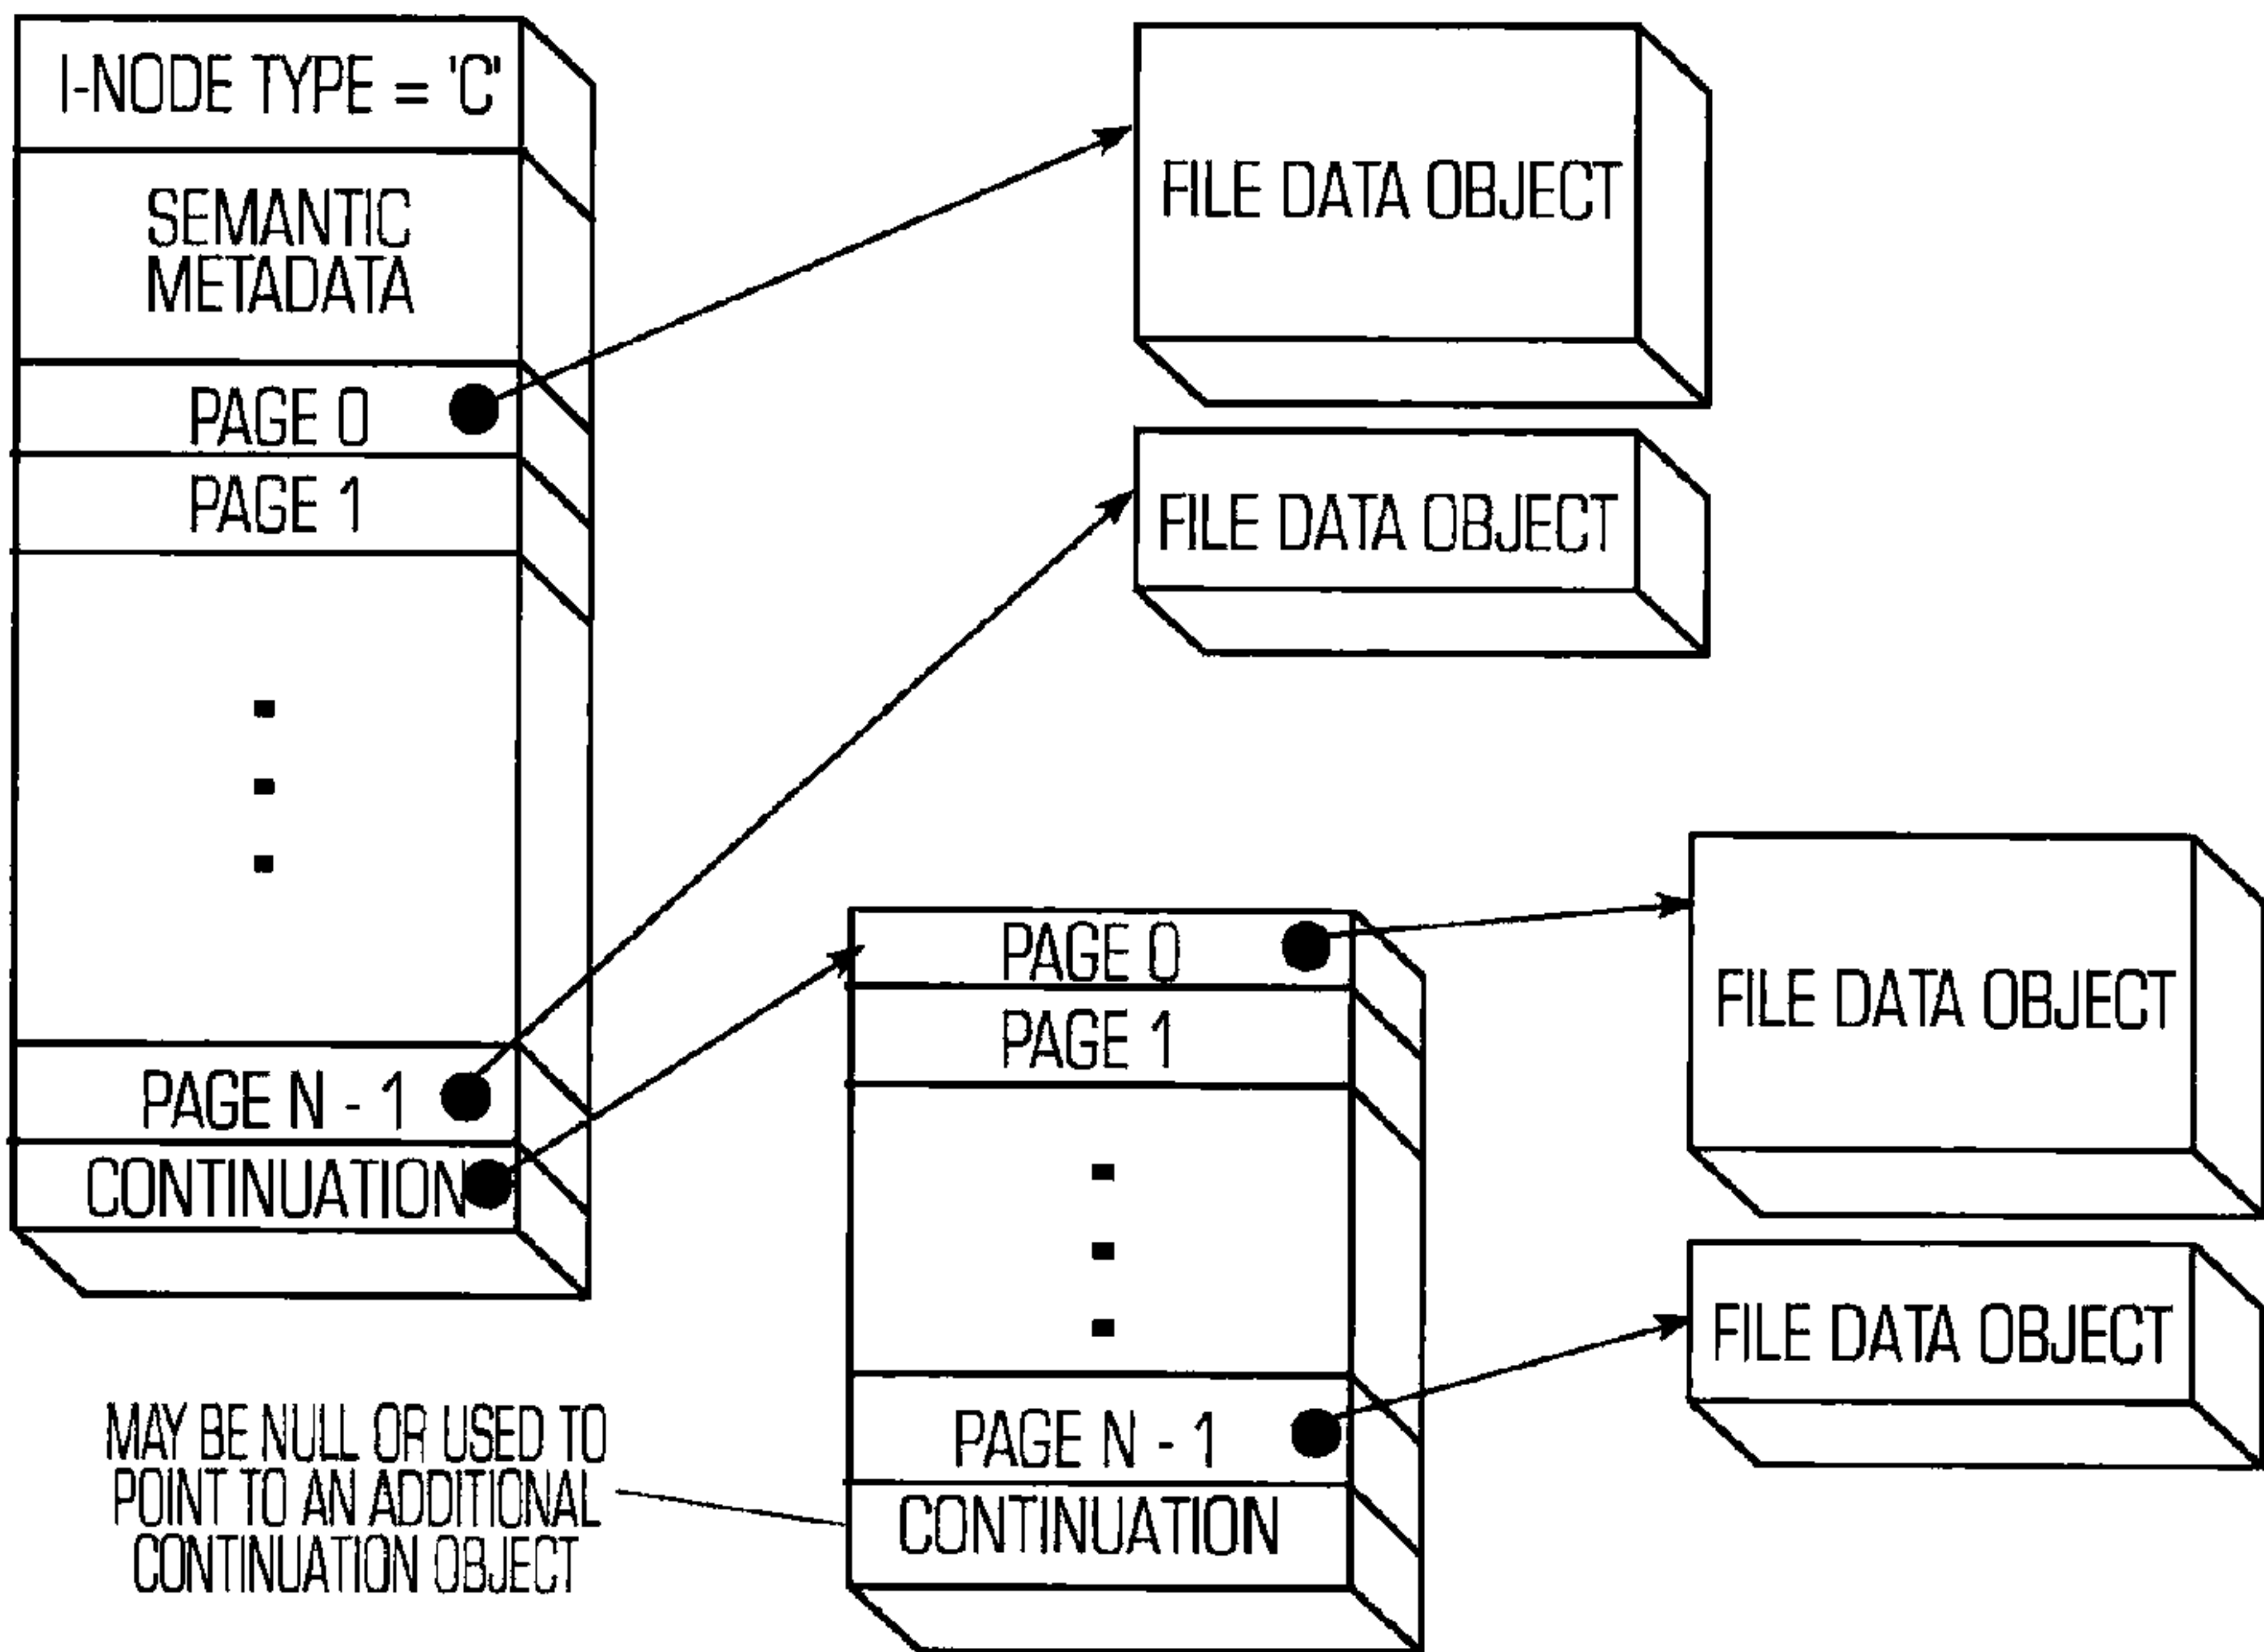 I-NODE TYPE = 'C'
SEMANTIC
METADATA
PAGE 0
PAGE 1
PAGE N - 1
CONTINUATION
FILE DATA OBJECT
FILE DATA OBJECT
PAGE 0
PAGE 1
PAGE N - 1
CONTINUATION
FILE DATA OBJECT
FILE DATA OBJECT
MAY BE NULL OR USED TO
POINT TO AN ADDITIONAL
CONTINUATION OBJECT